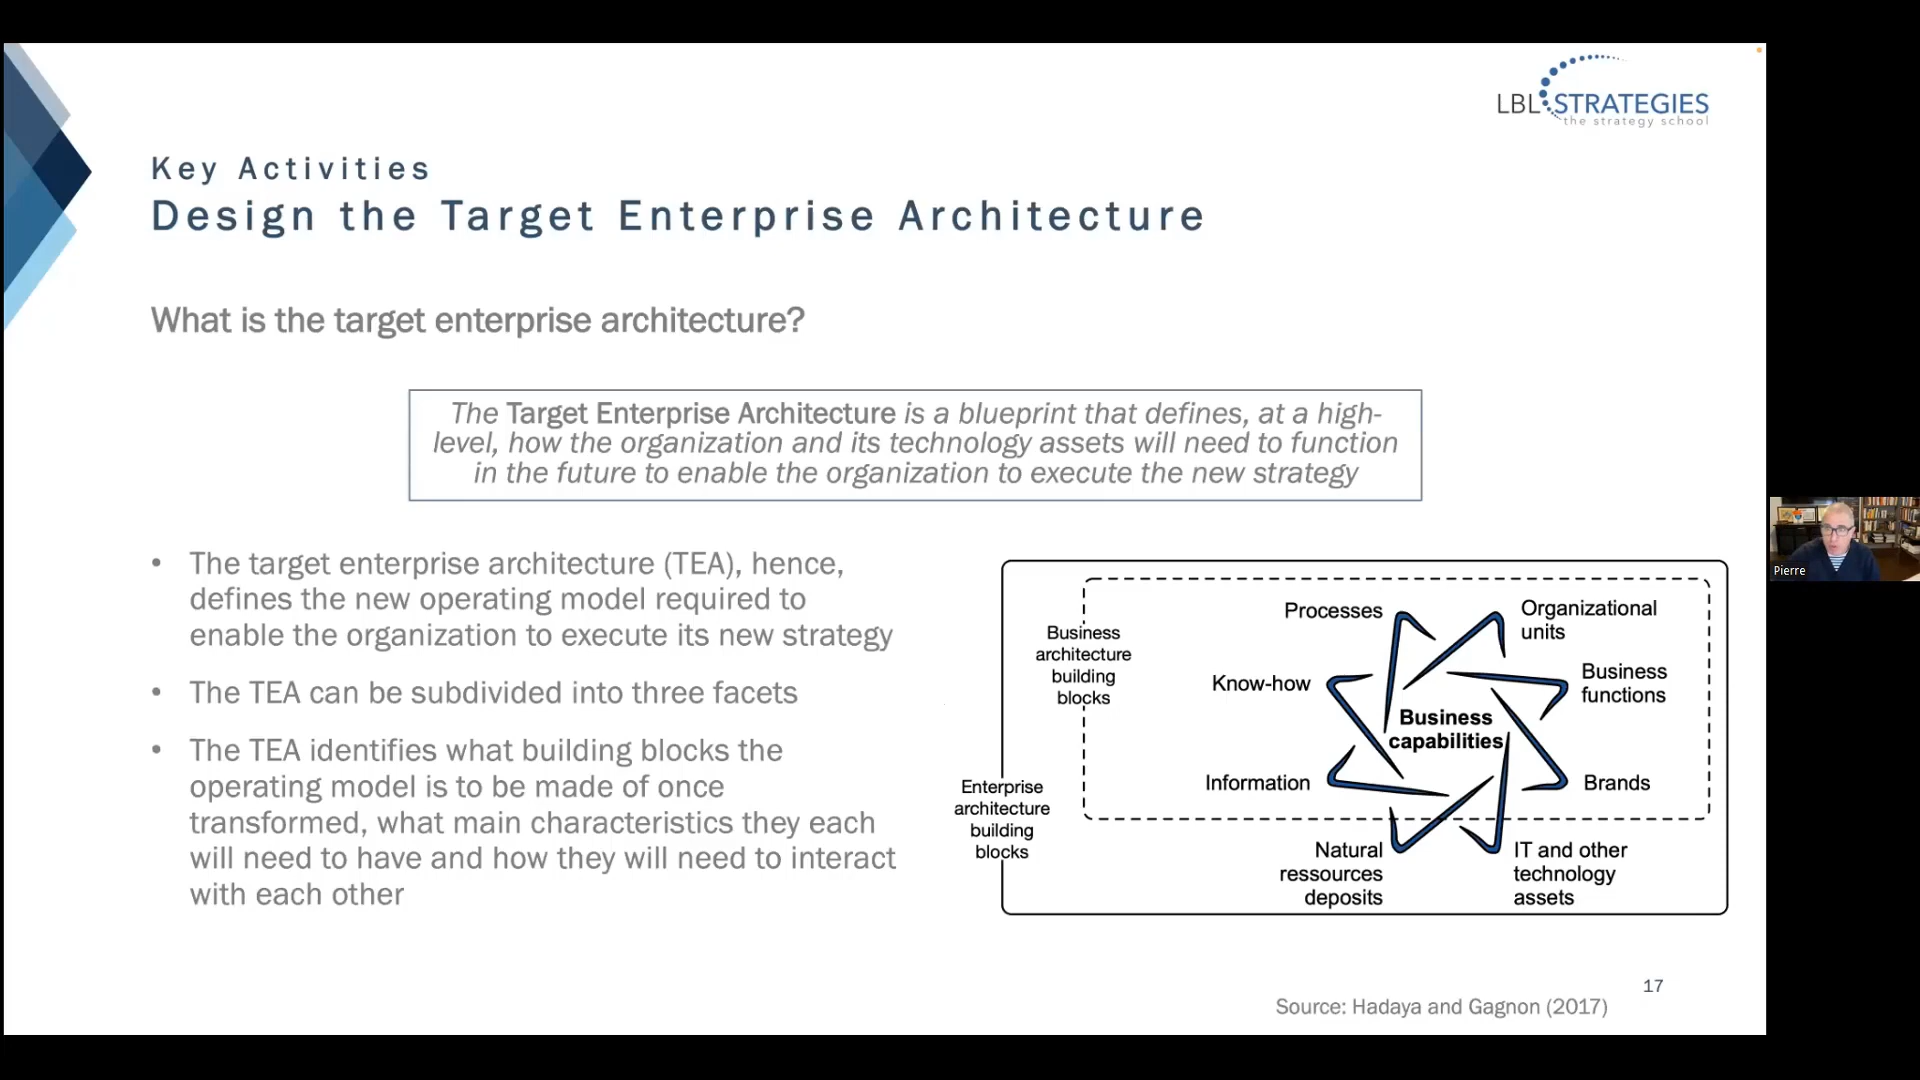 LBL STRATEGIES
the strategy school
Key Activities
Design the Target Enterprise Architecture
What is the target enterprise architecture?
The Target Enterprise Architecture is a blueprint that defines, at a high-
level, how the organization and its technology assets will need to function
in the future to enable the organization to execute the new strategy
• The target enterprise architecture (TEA), hence,
defines the new operating model required to
enable the organization to execute its new strategy
• The TEA can be subdivided into three facets
• The TEA identifies what building blocks the
operating model is to be made of once
transformed, what main characteristics they each
will need to have and how they will need to interact
with each other
Business
architecture
building
blocks
Enterprise
architecture
building
blocks
Processes
Organizational
units
Know-how
Business
functions
Business
capabilities
Information
Brands
Natural
ressources
deposits
IT and other
technology
assets
17
Source: Hadaya and Gagnon (2017)
Pierre